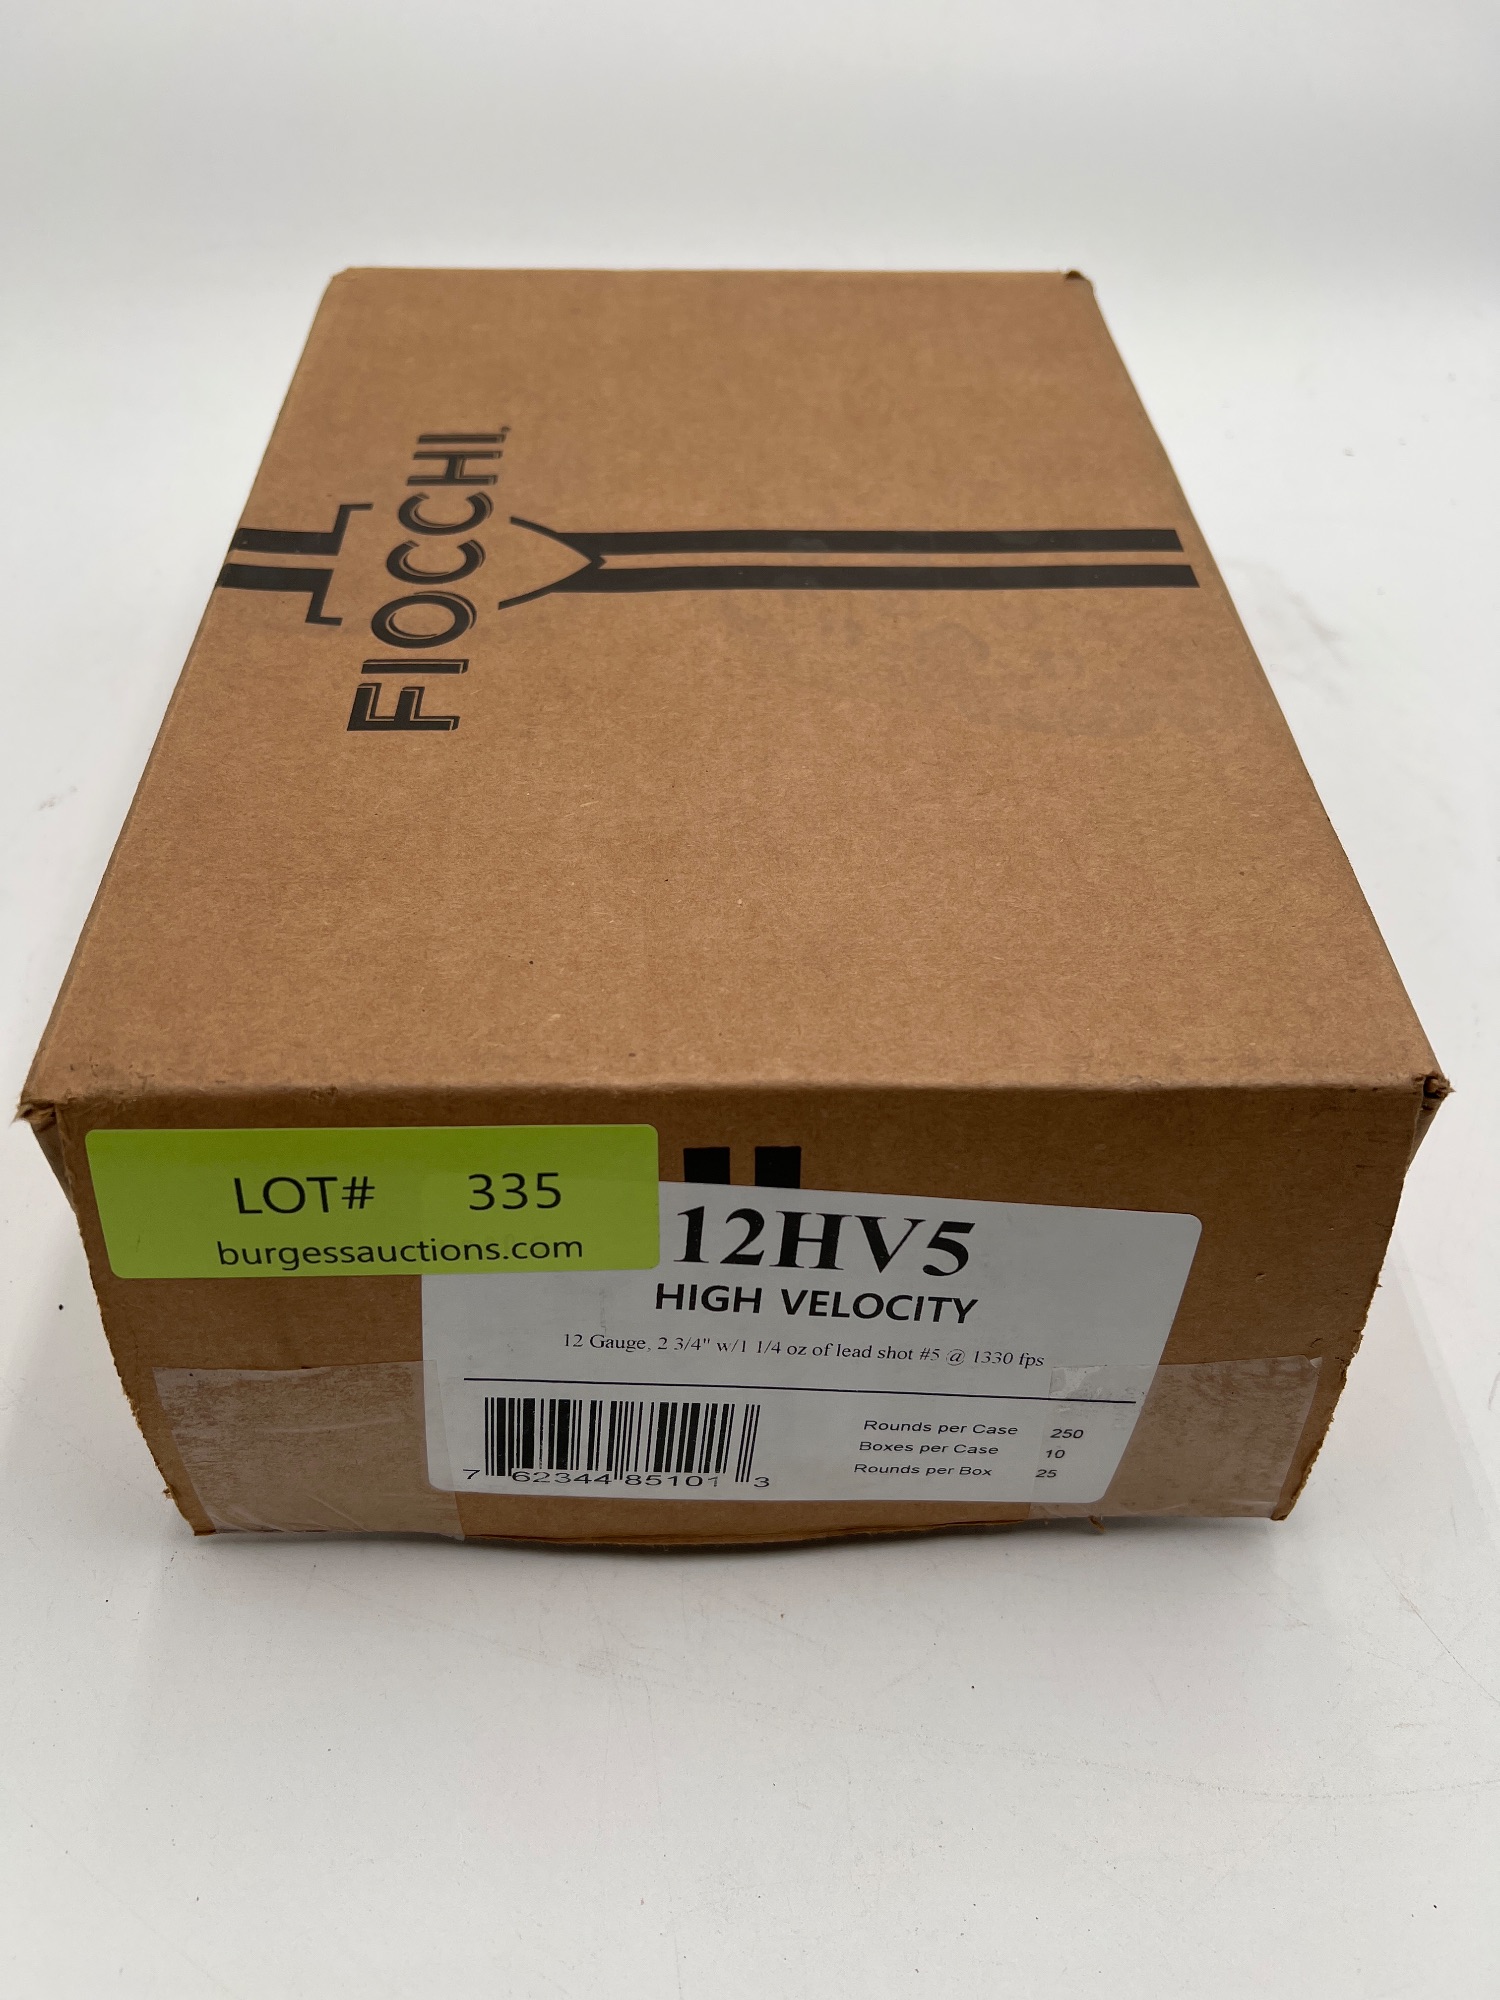 FIOCCHI
LOT# 335
burgessauctions.com
12HV5
HIGH VELOCITY
12 Gauge, 2 3/4" w/1 1/4 oz of lead shot #5 @ 1330 fps
Rounds per Case 250
Boxes per Case 10
Rounds per Box 25
7 62344 85101 3